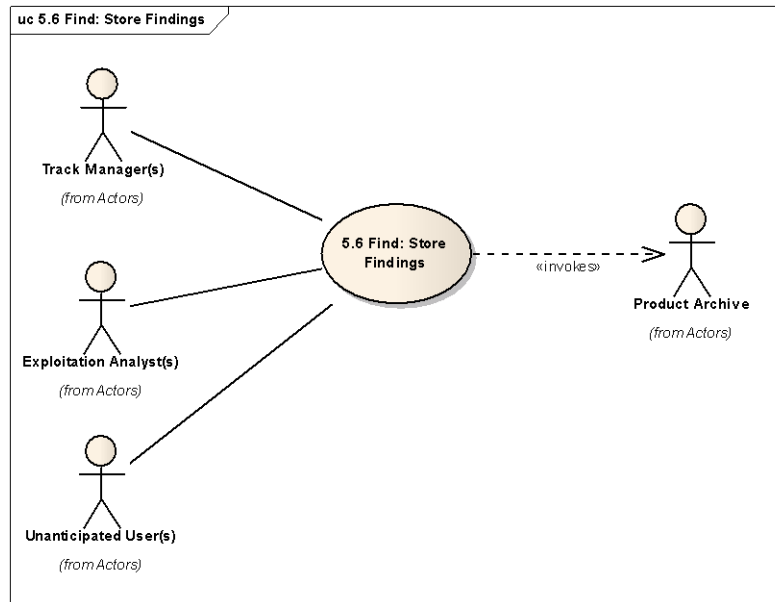 uc 5.6 Find: Store Findings
Track Manager(s)
(from Actors)
5.6 Find: Store
Findings
«invokes»
Product Archive
(from Actors)
Exploitation Analyst(s)
(from Actors)
Unanticipated User(s)
(from Actors)